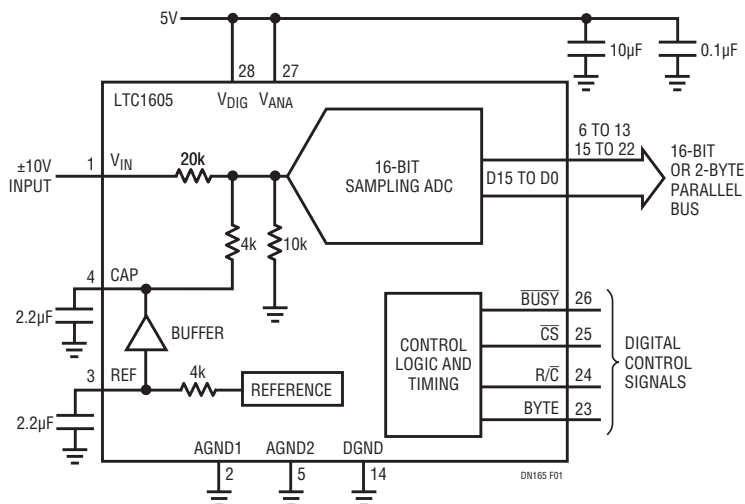 5V
10µF
0.1µF
28
27
LTC1605
VDIG
VANA
6 TO 13
15 TO 22
±10V
INPUT
1
VIN
20k
16-BIT
SAMPLING ADC
D15 TO D0
16-BIT
OR 2-BYTE
PARALLEL
BUS
4k
10k
4
CAP
2.2µF
BUFFER
3
REF
4k
REFERENCE
2.2µF
CONTROL
LOGIC AND
TIMING
BUSY
26
CS
25
R/C
24
BYTE
23
DIGITAL
CONTROL
SIGNALS
AGND1
AGND2
DGND
2
5
14
DN165 F01